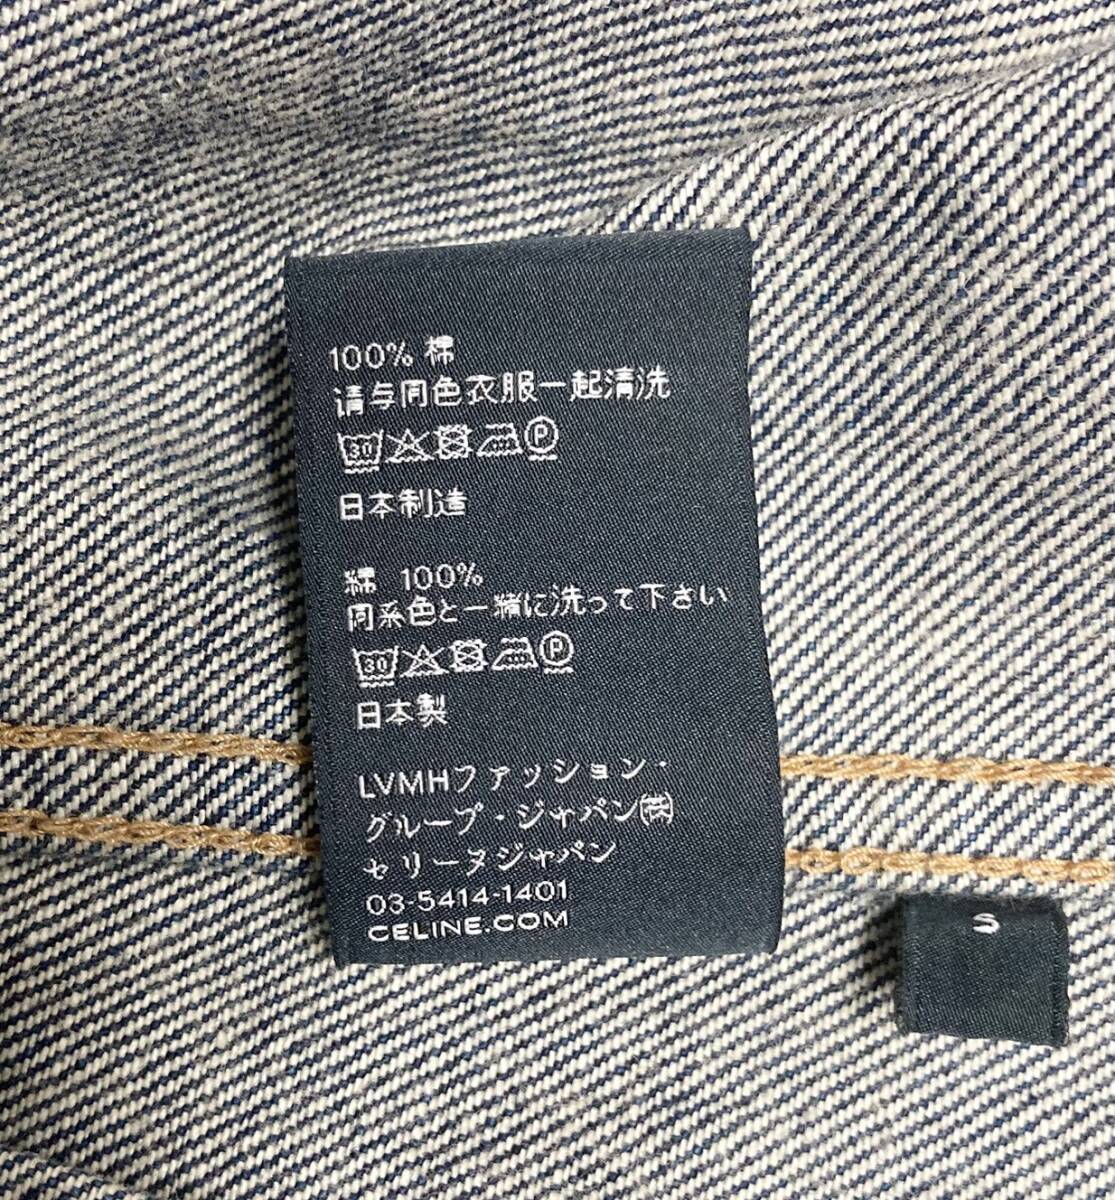 100% 棉
请与同色衣服一起清洗
30 P
日本制造
綿 100%
同系色と一緒に洗って下さい
30 P
日本製
LVMHファッション・
グループ・ジャパン㈱
セリーヌジャパン
03-5414-1401
CELINE.COM
S